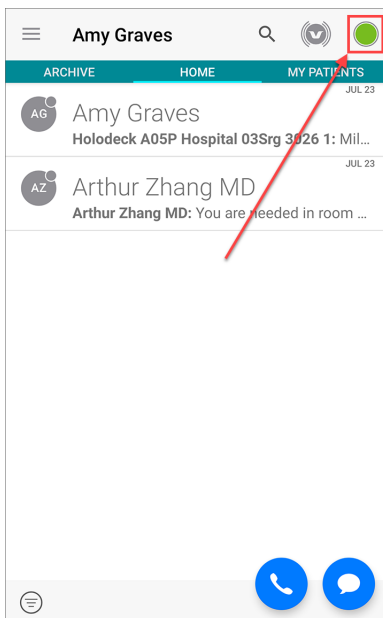 Amy Graves
ARCHIVE HOME MY PATIENTS
JUL 23
AG Amy Graves
Holodeck A05P Hospital 03Srg 3026 1: Mil...
JUL 23
AZ Arthur Zhang MD
Arthur Zhang MD: You are needed in room ...